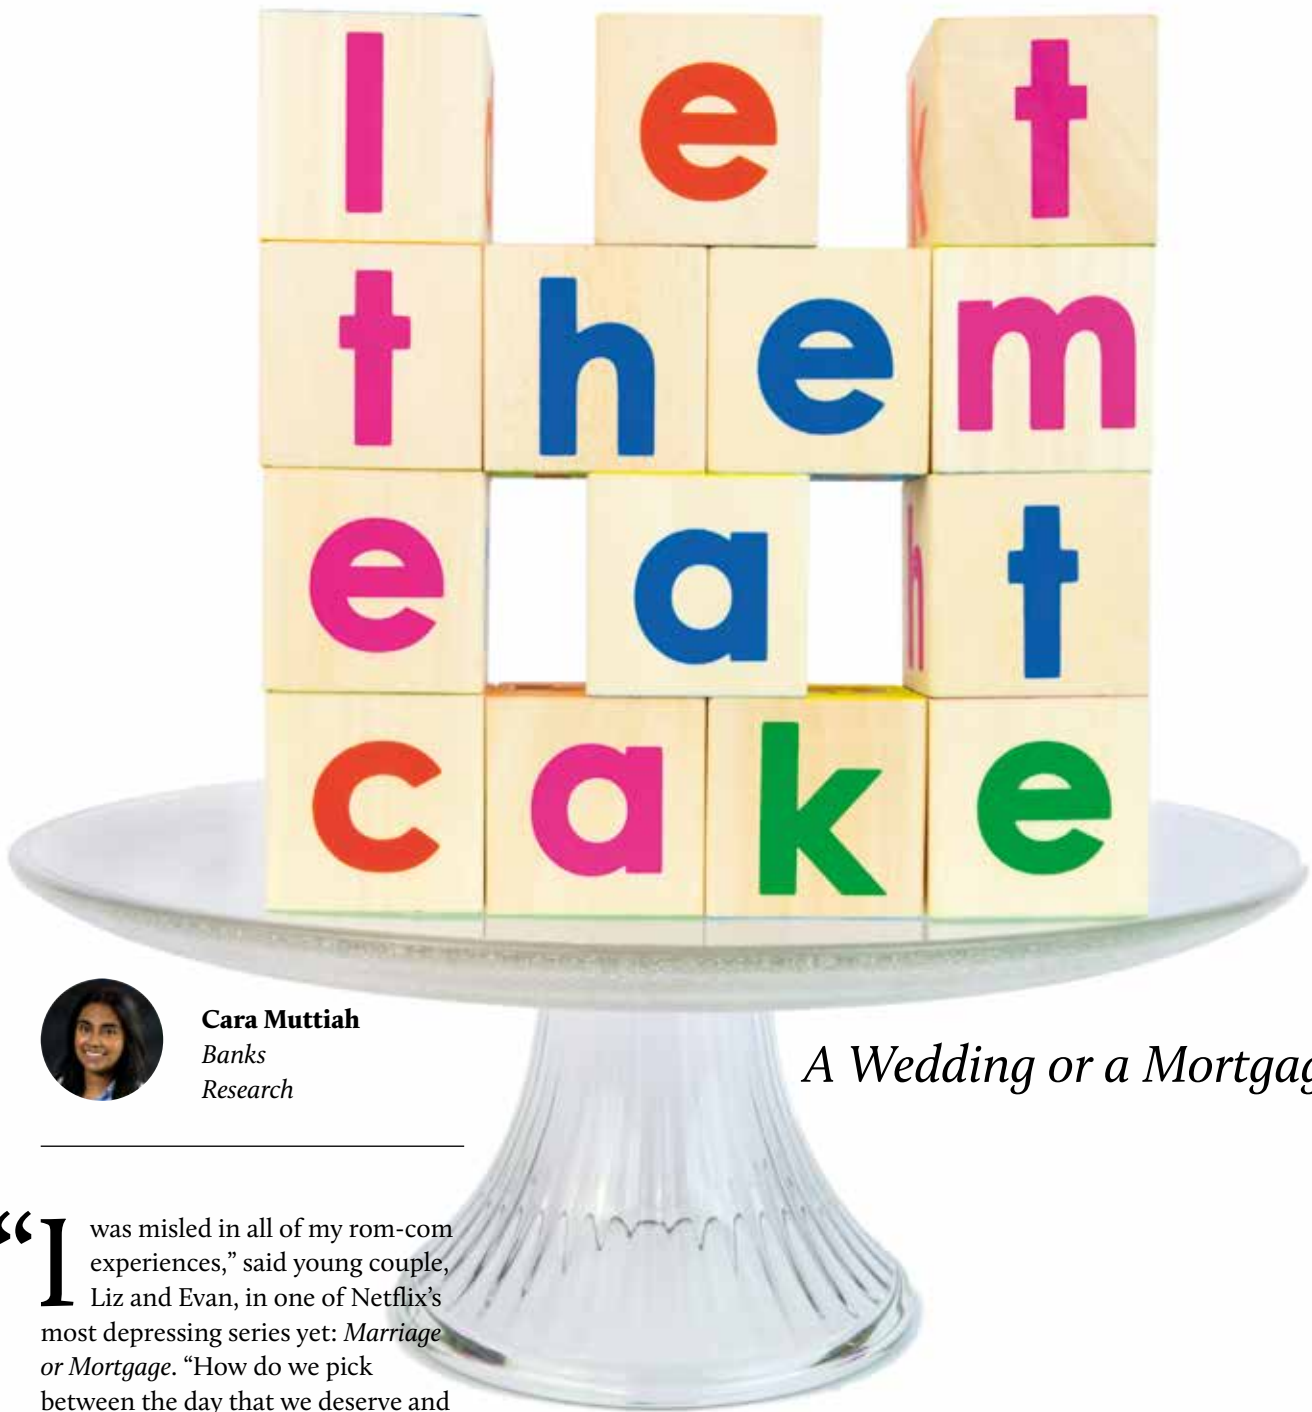 let
them
eat
cake
Cara Muttiah
Banks
Research
A Wedding or a Mortgag
“I was misled in all of my rom-com
experiences,” said young couple,
Liz and Evan, in one of Netflix’s
most depressing series yet: Marriage
or Mortgage. “How do we pick
between the day that we deserve and